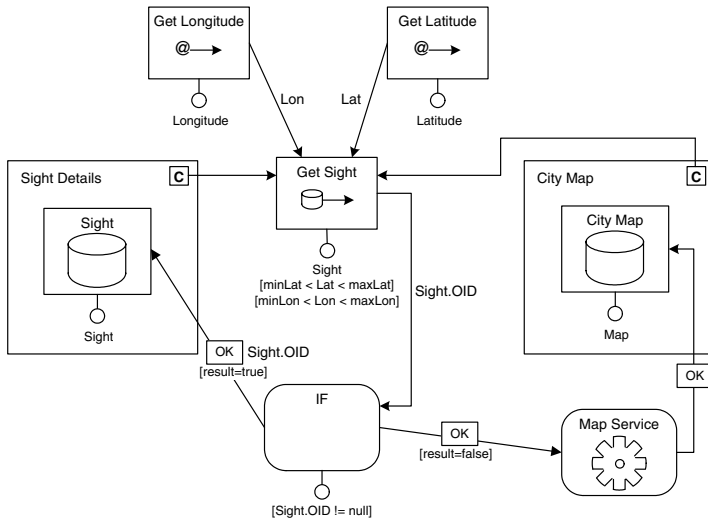 Get Longitude
@
Longitude
Get Latitude
@
Latitude
Lon
Lat
Sight Details
C
Sight
Sight
Get Sight
Sight
[minLat < Lat < maxLat]
[minLon < Lon < maxLon]
Sight.OID
City Map
C
City Map
Map
OK
Sight.OID
[result=true]
IF
[Sight.OID != null]
OK
[result=false]
Map Service
OK